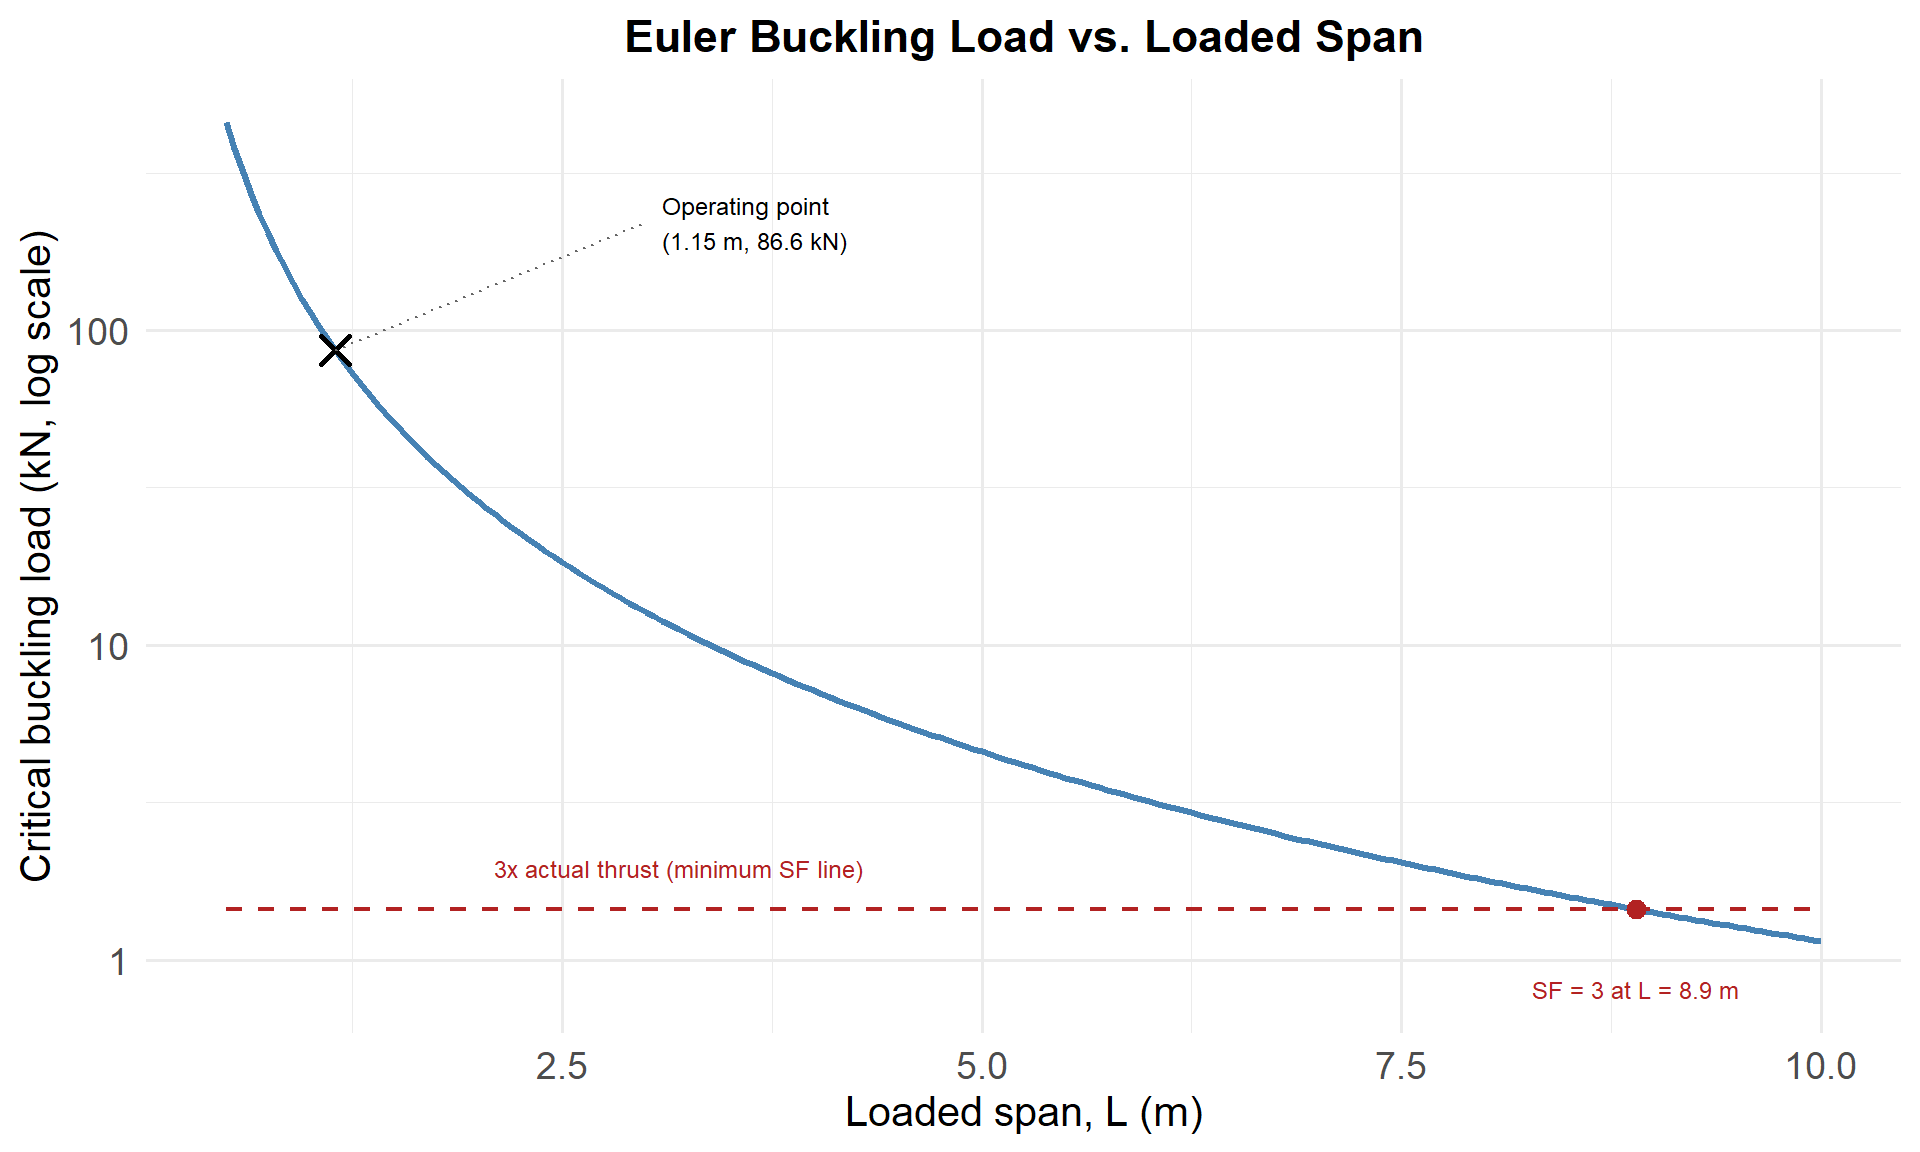 Euler Buckling Load vs. Loaded Span
Critical buckling load (kN, log scale)
100
10
1
Operating point
(1.15 m, 86.6 kN)
3x actual thrust (minimum SF line)
SF = 3 at L = 8.9 m
2.5
5.0
7.5
10.0
Loaded span, L (m)